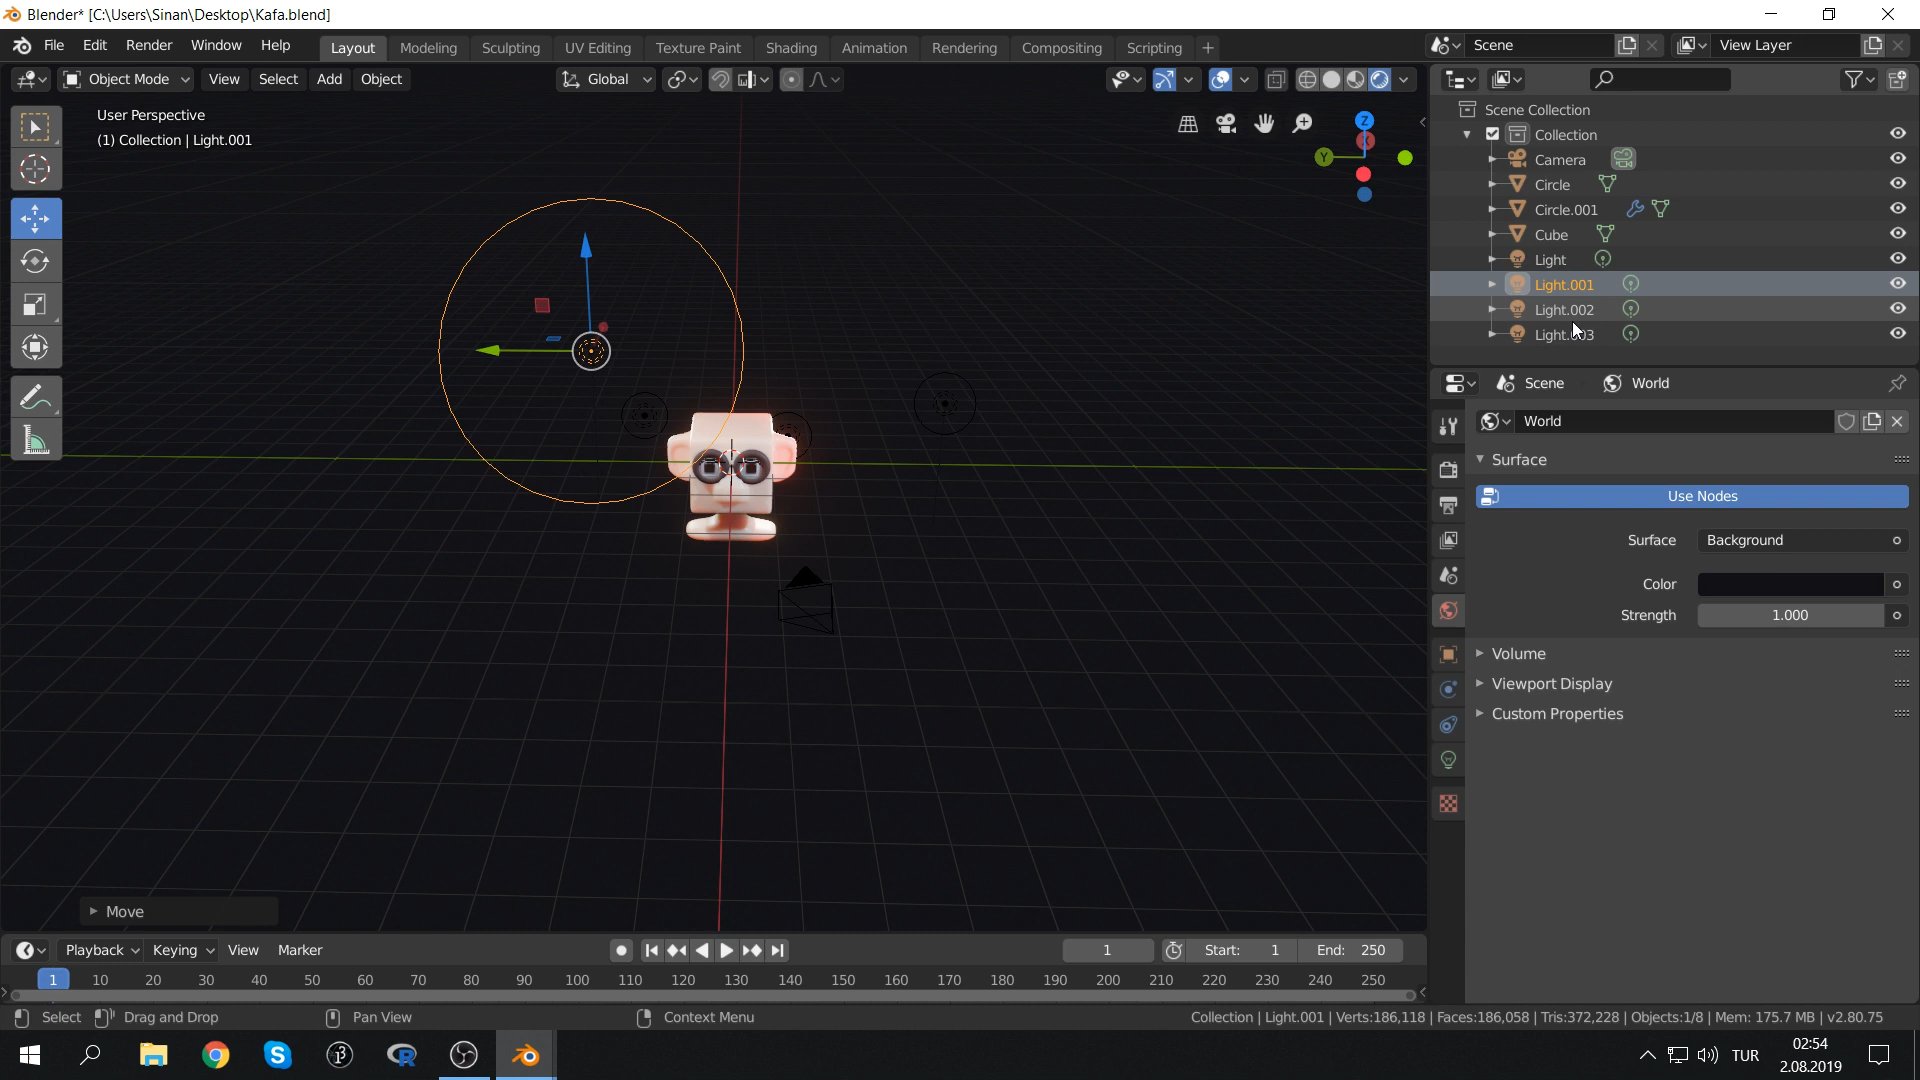 Blender* [C:\Users\Sinan\Desktop\Kafa.blend]
File Edit Render Window Help Layout Modeling Sculpting UV Editing Texture Paint Shading Animation Rendering Compositing Scripting + Scene View Layer
Object Mode View Select Add Object Global
User Perspective
(1) Collection | Light.001
Z
Y
Scene Collection
Collection
Camera
Circle
Circle.001
Cube
Light
Light.001
Light.002
Light.003
Scene World
World
Surface
Use Nodes
Surface Background
Color
Strength 1.000
Volume
Viewport Display
Custom Properties
Move
Playback Keying View Marker 1 Start: 1 End: 250
1 10 20 30 40 50 60 70 80 90 100 110 120 130 140 150 160 170 180 190 200 210 220 230 240 250
Select Drag and Drop Pan View Context Menu Collection | Light.001 | Verts:186,118 | Faces:186,058 | Tris:372,228 | Objects:1/8 | Mem: 175.7 MB | v2.80.75
TUR
02:54
2.08.2019